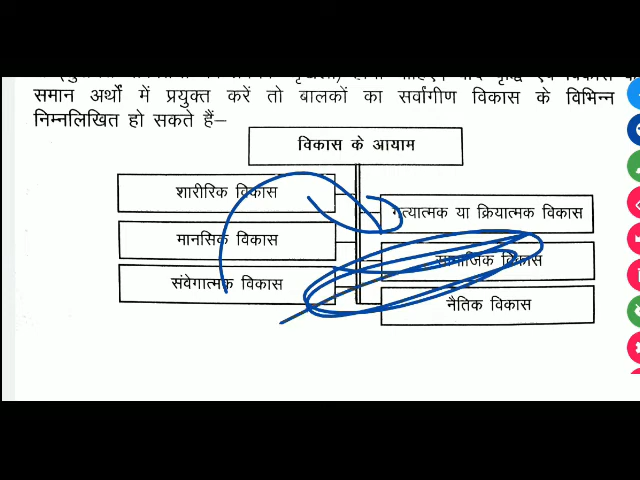 समान अर्थों में प्रयुक्त करें तो बालकों का सर्वांगीण विकास के विभिन्न
निम्नलिखित हो सकते हैं–
विकास के आयाम
शारीरिक विकास
गत्यात्मक या क्रियात्मक विकास
मानसिक विकास
सामाजिक विकास
संवेगात्मक विकास
नैतिक विकास